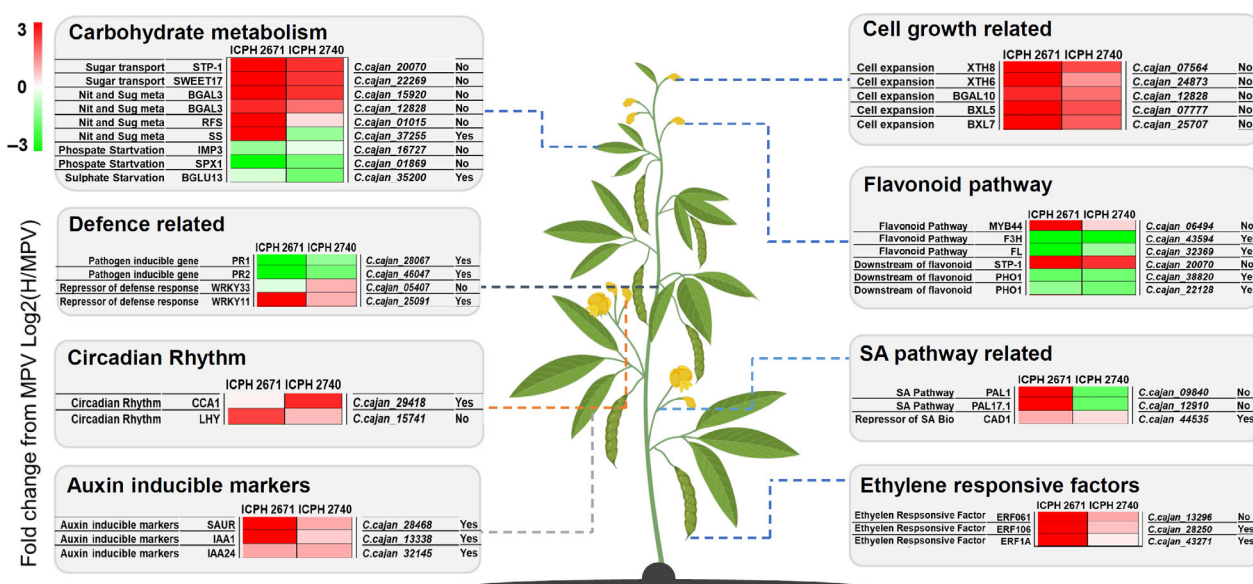 3
0
−3
Fold change from MPV Log2(H/MPV)
Carbohydrate metabolism
ICPH 2671 ICPH 2740
Sugar transport STP-1 C.cajan_20070 No
Sugar transport SWEET17 C.cajan_22269 No
Nit and Sug meta BGAL3 C.cajan_15920 No
Nit and Sug meta BGAL3 C.cajan_12828 No
Nit and Sug meta RFS C.cajan_01015 No
Nit and Sug meta SS C.cajan_37255 Yes
Phospate Startvation IMP3 C.cajan_16727 No
Phospate Starvation SPX1 C.cajan_01869 No
Sulphate Starvation BGLU13 C.cajan_35200 Yes
Defence related
ICPH 2671 ICPH 2740
Pathogen inducible gene PR1 C.cajan_28067 Yes
Pathogen inducible gene PR2 C.cajan_46047 Yes
Repressor of defense response WRKY33 C.cajan_05407 No
Repressor of defense response WRKY11 C.cajan_25091 Yes
Circadian Rhythm
ICPH 2671 ICPH 2740
Circadian Rhythm CCA1 C.cajan_29418 Yes
Circadian Rhythm LHY C.cajan_15741 No
Auxin inducible markers
ICPH 2671 ICPH 2740
Auxin inducible markers SAUR C.cajan_28468 Yes
Auxin inducible markers IAA1 C.cajan_13338 Yes
Auxin inducible markers IAA24 C.cajan_32145 Yes
Cell growth related
ICPH 2671 ICPH 2740
Cell expansion XTH8 C.cajan_07564 No
Cell expansion XTH6 C.cajan_24873 No
Cell expansion BGAL10 C.cajan_12828 No
Cell expansion BXL5 C.cajan_07777 No
Cell expansion BXL7 C.cajan_25707 No
Flavonoid pathway
ICPH 2671 ICPH 2740
Flavonoid Pathway MYB44 C.cajan_06494 No
Flavonoid Pathway F3H C.cajan_43594 Yes
Flavonoid Pathway FL C.cajan_32369 Yes
Downstream of flavonoid STP-1 C.cajan_20070 No
Downstream of flavonoid PHO1 C.cajan_38820 Yes
Downstream of flavonoid PHO1 C.cajan_22128 Yes
SA pathway related
ICPH 2671 ICPH 2740
SA Pathway PAL1 C.cajan_09840 No
SA Pathway PAL17.1 C.cajan_12910 No
Repressor of SA Bio CAD1 C.cajan_44535 Yes
Ethylene responsive factors
ICPH 2671 ICPH 2740
Ethylen Respsonsive Factor ERF061 C.cajan_13296 No
Ethylen Respsonsive Factor ERF106 C.cajan_28250 Yes
Ethylen Respsonsive Factor ERF1A C.cajan_43271 Yes